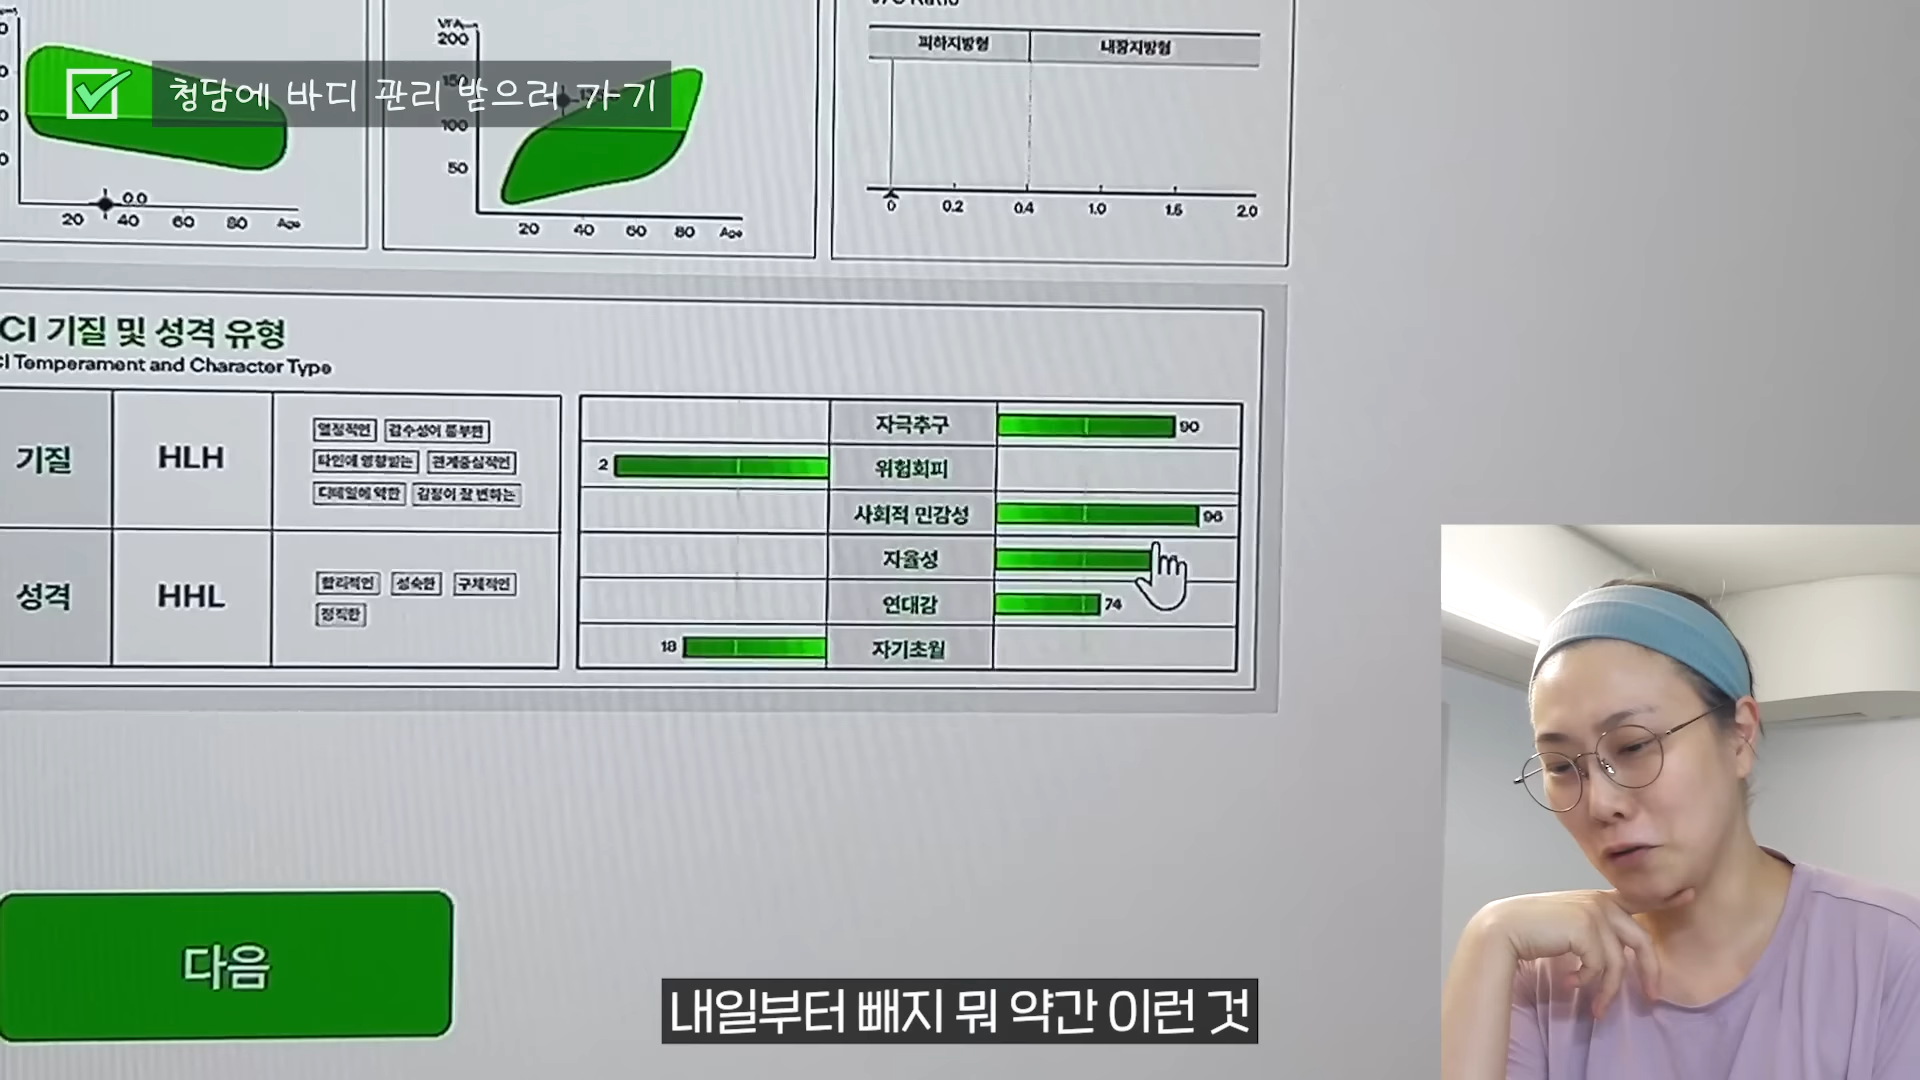 청담에 바디 관리 받으러 가기
200
150
100
50
0.0
20 40 60 80 Age
20 40 60 80 Age
피하지방형 내장지방형
0 0.2 0.4 1.0 1.5 2.0
CI 기질 및 성격 유형
CI Temperament and Character Type
기질 HLH
열정적인 감수성이 풍부한
타인에 영향받는 관계중심적인
디테일에 약한 감정이 잘 변하는
성격 HHL
합리적인 성숙한 구체적인
정직한
자극추구 90
2 위험회피
사회적 민감성 96
자율성
연대감 74
18 자기초월
다음
내일부터 빼지 뭐 약간 이런 것